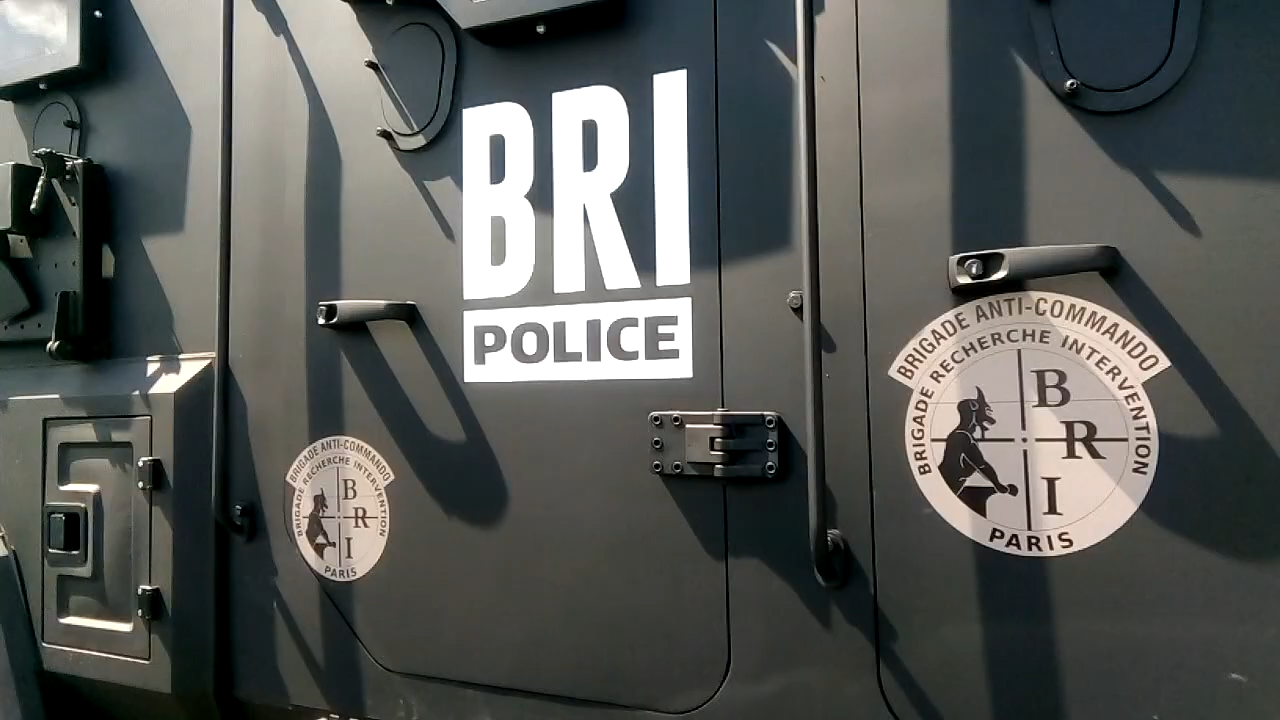 BRI
POLICE
BRIGADE ANTI-COMMANDO
BRIGADE RECHERCHE INTERVENTION
B
R
I
PARIS
BRIGADE ANTI-COMMANDO
BRIGADE RECHERCHE INTERVENTION
B
R
I
PARIS